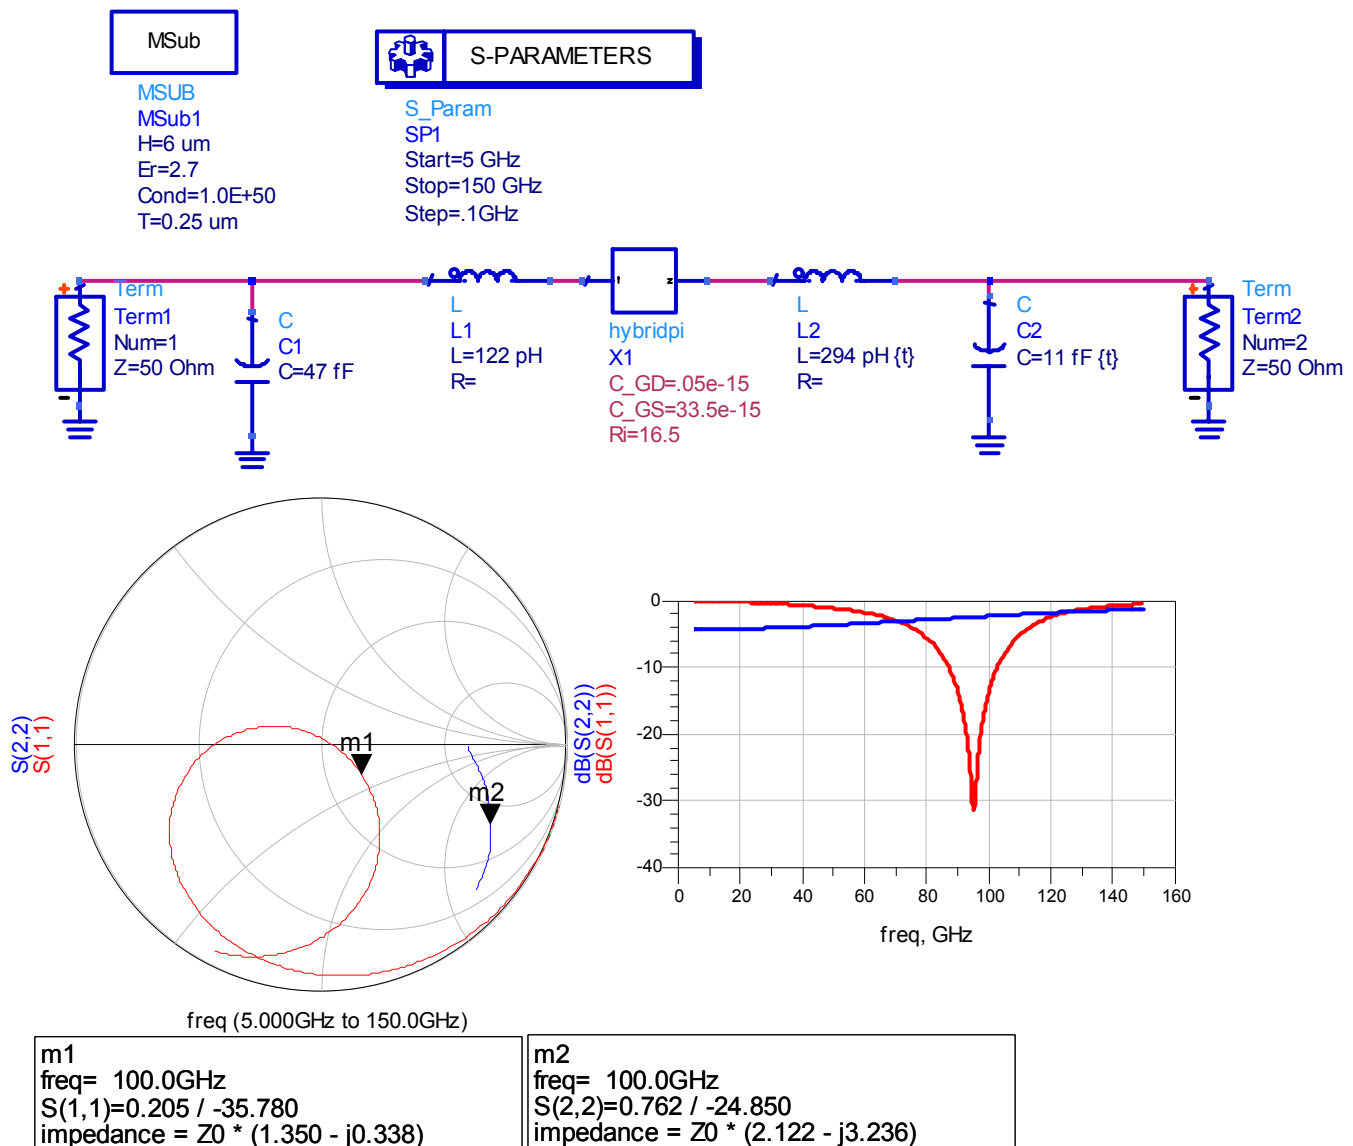 MSub
MSUB
MSub1
H=6 um
Er=2.7
Cond=1.0E+50
T=0.25 um
S-PARAMETERS
S_Param
SP1
Start=5 GHz
Stop=150 GHz
Step=.1GHz
Term
Term1
Num=1
Z=50 Ohm
C
C1
C=47 fF
L
L1
L=122 pH
R=
hybridpi
X1
C_GD=.05e-15
C_GS=33.5e-15
Ri=16.5
L
L2
L=294 pH {t}
R=
C
C2
C=11 fF {t}
Term
Term2
Num=2
Z=50 Ohm
S(2,2)
S(1,1)
m1
m2
freq (5.000GHz to 150.0GHz)
dB(S(2,2))
dB(S(1,1))
0
-10
-20
-30
-40
0 20 40 60 80 100 120 140 160
freq, GHz
m1
freq= 100.0GHz
S(1,1)=0.205 / -35.780
impedance = Z0 * (1.350 - j0.338)
m2
freq= 100.0GHz
S(2,2)=0.762 / -24.850
impedance = Z0 * (2.122 - j3.236)